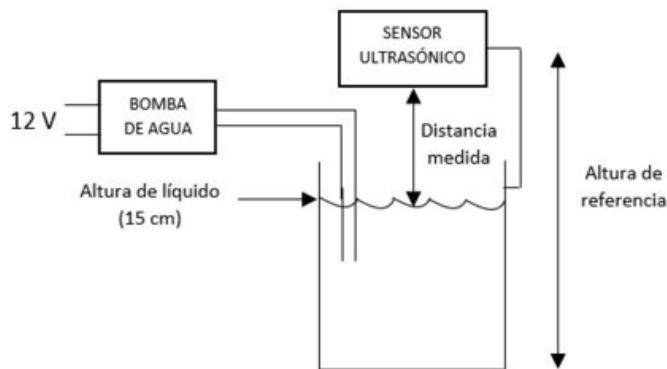 SENSOR
ULTRASÓNICO
BOMBA
DE AGUA
12 V
Distancia
medida
Altura de
referencia
Altura de líquido
(15 cm)